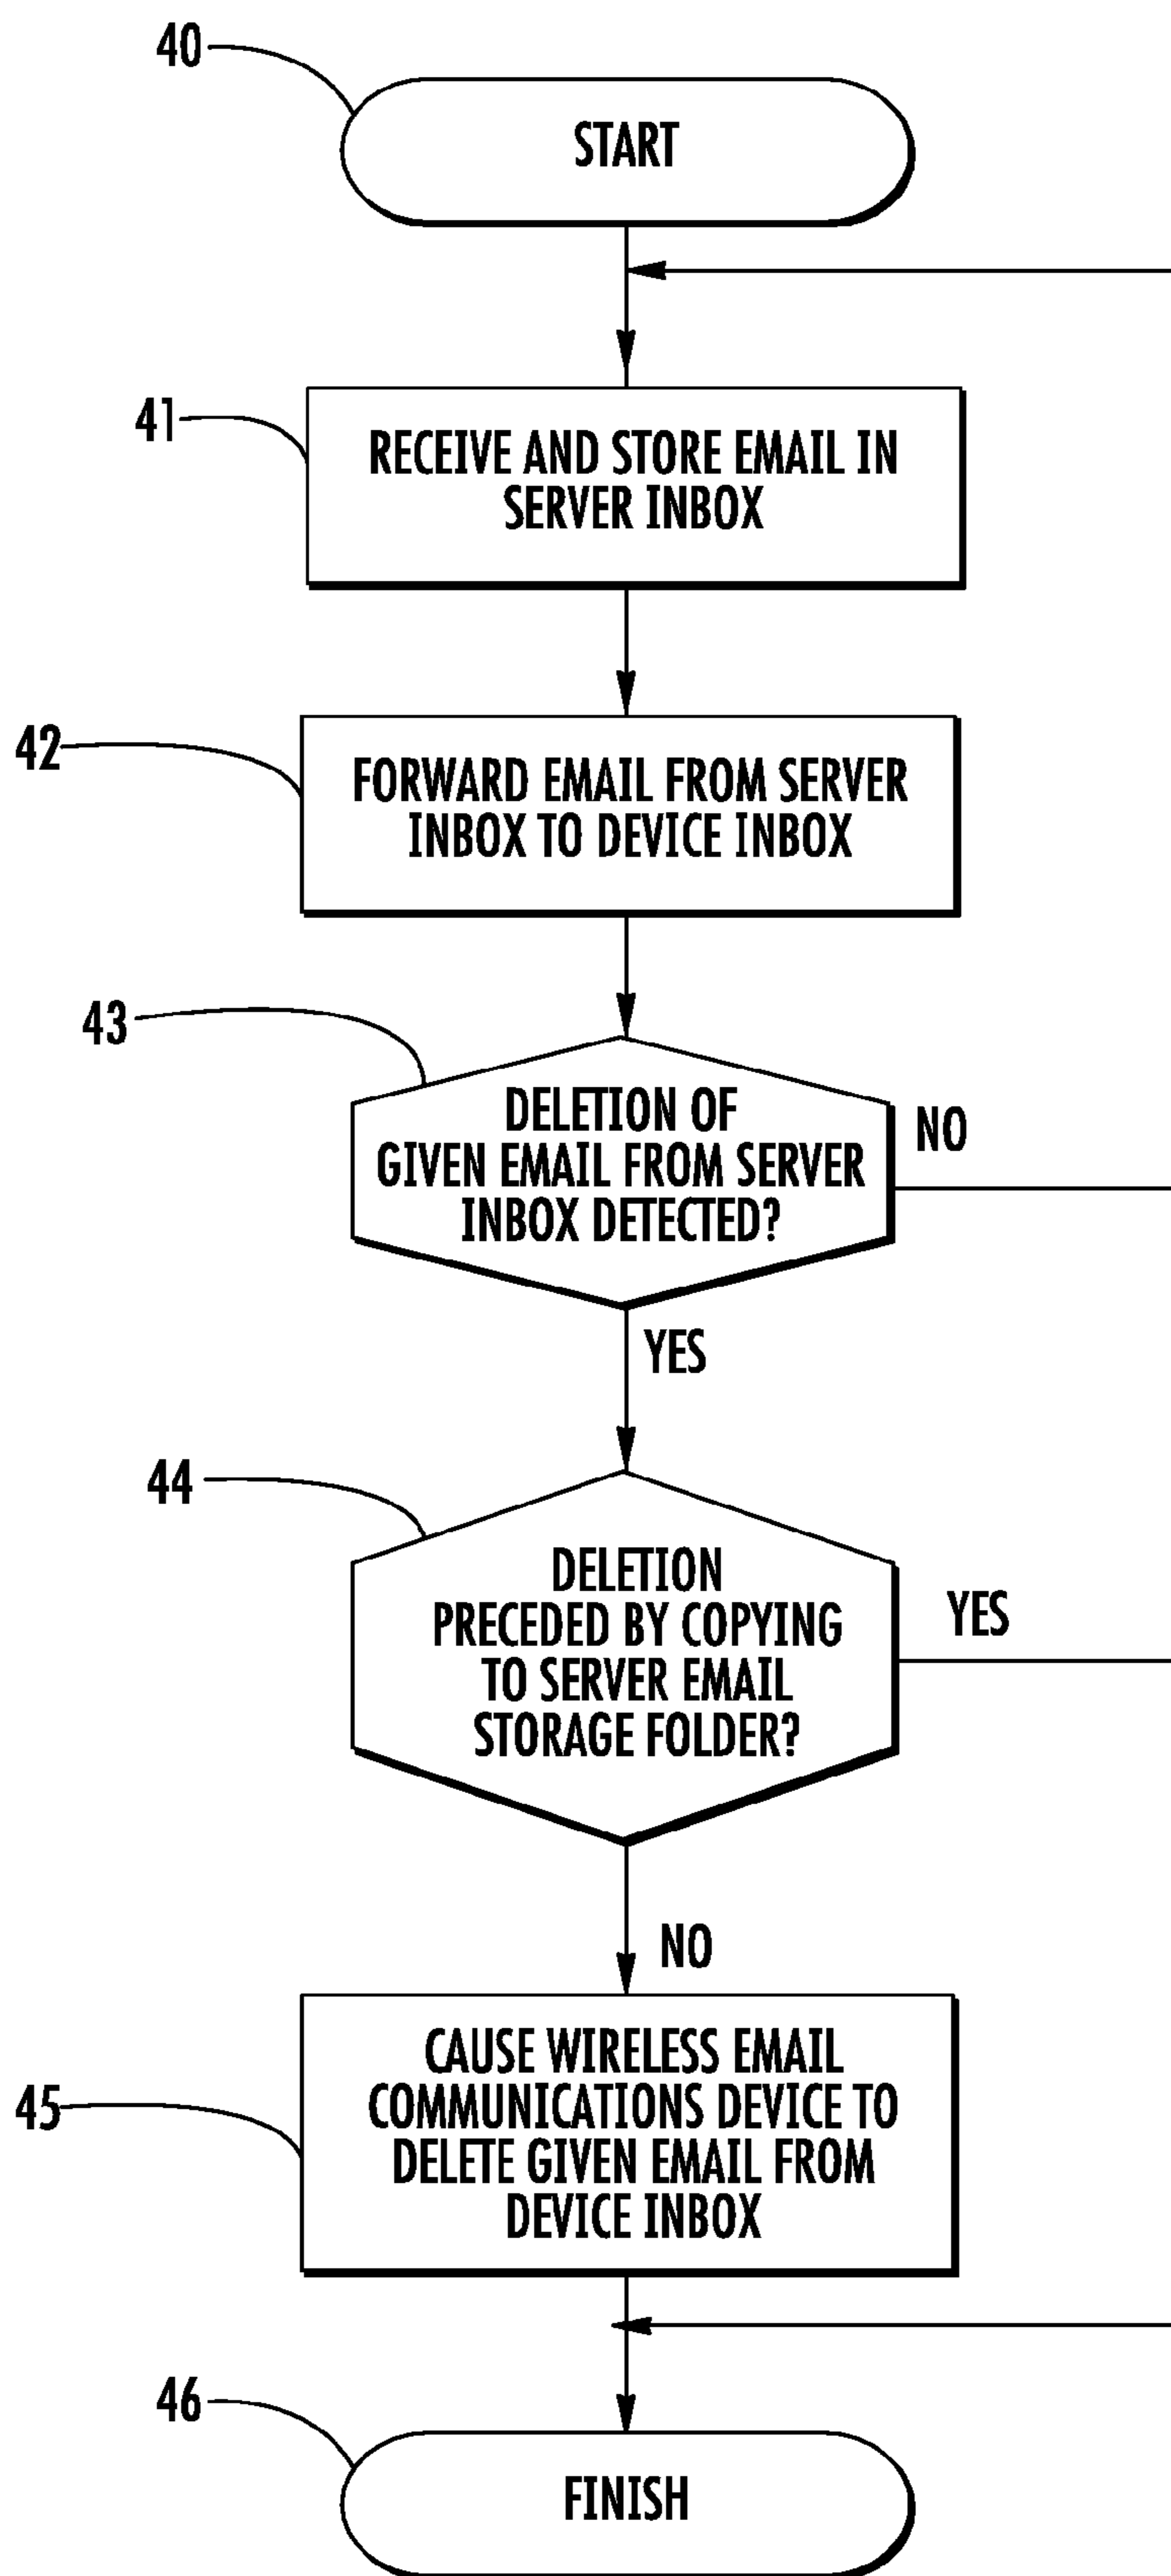 40
START
41
RECEIVE AND STORE EMAIL IN
SERVER INBOX
42
FORWARD EMAIL FROM SERVER
INBOX TO DEVICE INBOX
43
DELETION OF
GIVEN EMAIL FROM SERVER
INBOX DETECTED?
NO
YES
44
DELETION
PRECEDED BY COPYING
TO SERVER EMAIL
STORAGE FOLDER?
YES
NO
45
CAUSE WIRELESS EMAIL
COMMUNICATIONS DEVICE TO
DELETE GIVEN EMAIL FROM
DEVICE INBOX
46
FINISH